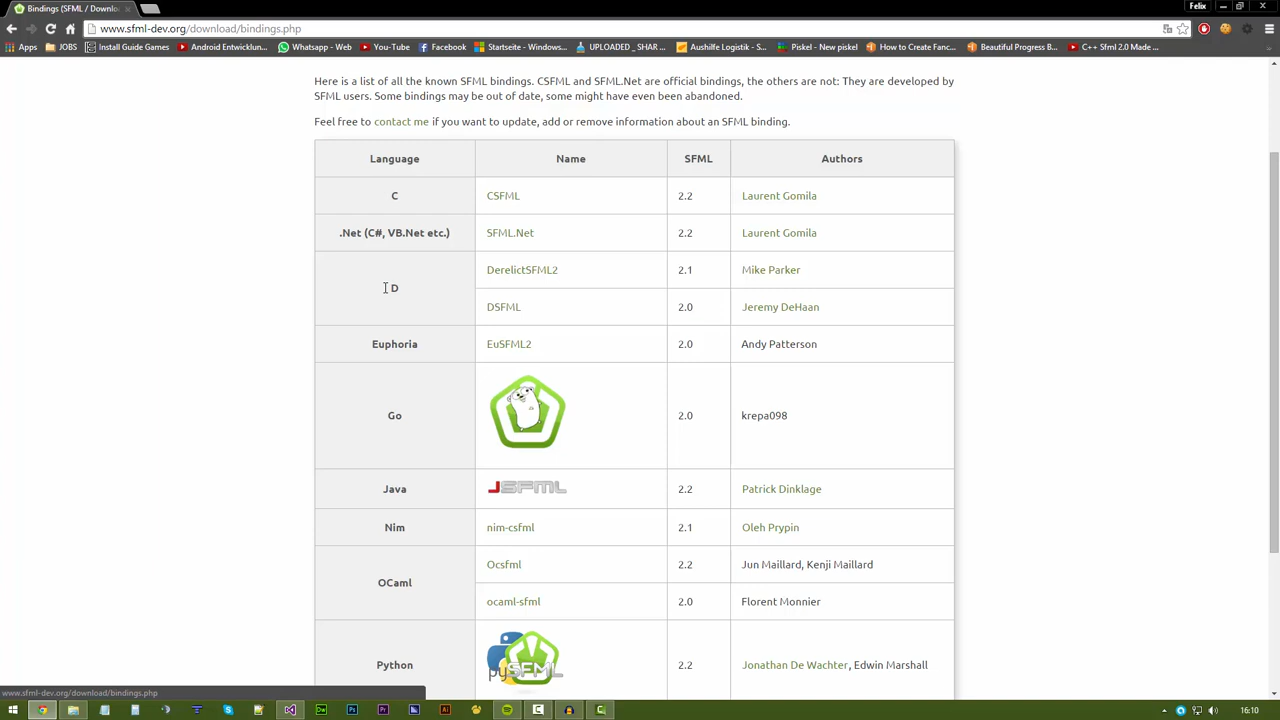 Bindings (SFML / Downloa
Felix
www.sfml-dev.org/download/bindings.php
Apps
JOBS
Install Guide Games
Android Entwicklun...
Whatsapp - Web
You-Tube
Facebook
Startseite - Windows...
UPLOADED _ SHAR ...
Aushilfe Logistik - St...
Piskel - New piskel
How to Create Fanc...
Beautiful Progress B...
C++ Sfml 2.0 Made ...
Here is a list of all the known SFML bindings. CSFML and SFML.Net are official bindings, the others are not: They are developed by
SFML users. Some bindings may be out of date, some might have even been abandoned.
Feel free to contact me if you want to update, add or remove information about an SFML binding.
Language Name SFML Authors
C CSFML 2.2 Laurent Gomila
.Net (C#, VB.Net etc.) SFML.Net 2.2 Laurent Gomila
D DerelictSFML2 2.1 Mike Parker
DSFML 2.0 Jeremy DeHaan
Euphoria EuSFML2 2.0 Andy Patterson
Go 2.0 krepa098
Java JSFML 2.2 Patrick Dinklage
Nim nim-csfml 2.1 Oleh Prypin
OCaml Ocsfml 2.2 Jun Maillard, Kenji Maillard
ocaml-sfml 2.0 Florent Monnier
Python pySFML 2.2 Jonathan De Wachter, Edwin Marshall
www.sfml-dev.org/download/bindings.php
16:10